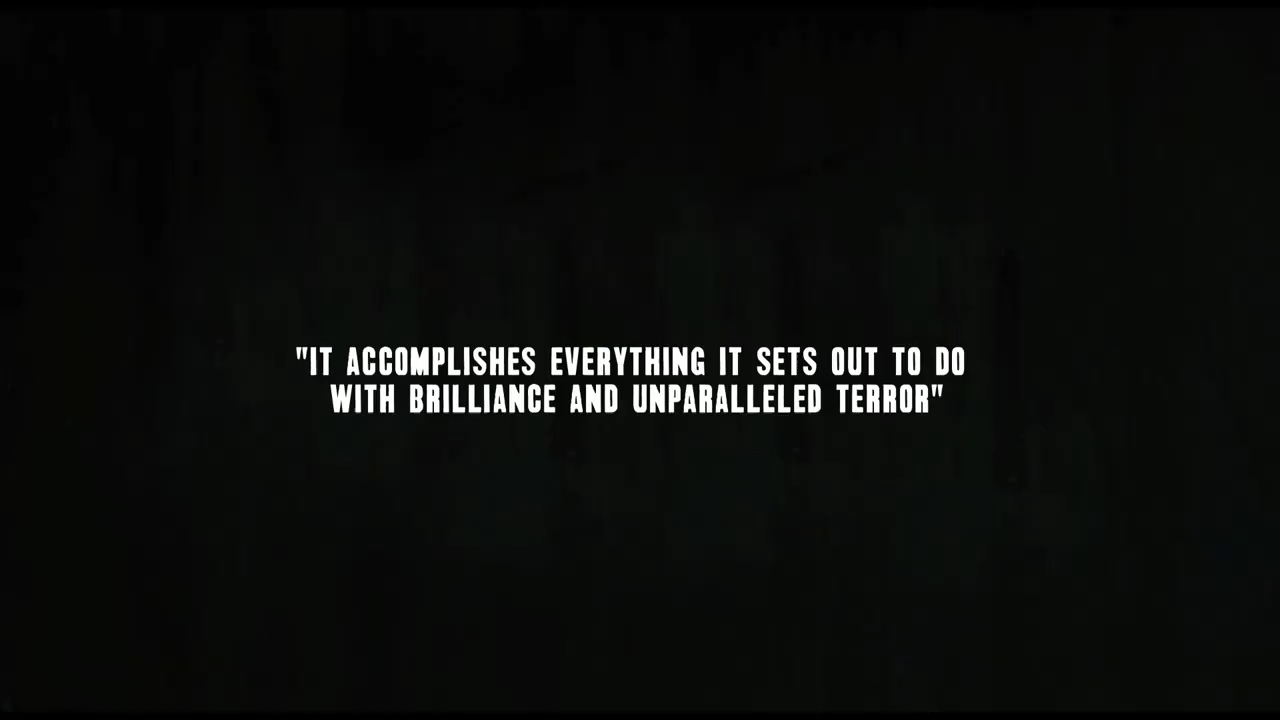 "IT ACCOMPLISHES EVERYTHING IT SETS OUT TO DO
WITH BRILLIANCE AND UNPARALLELED TERROR"